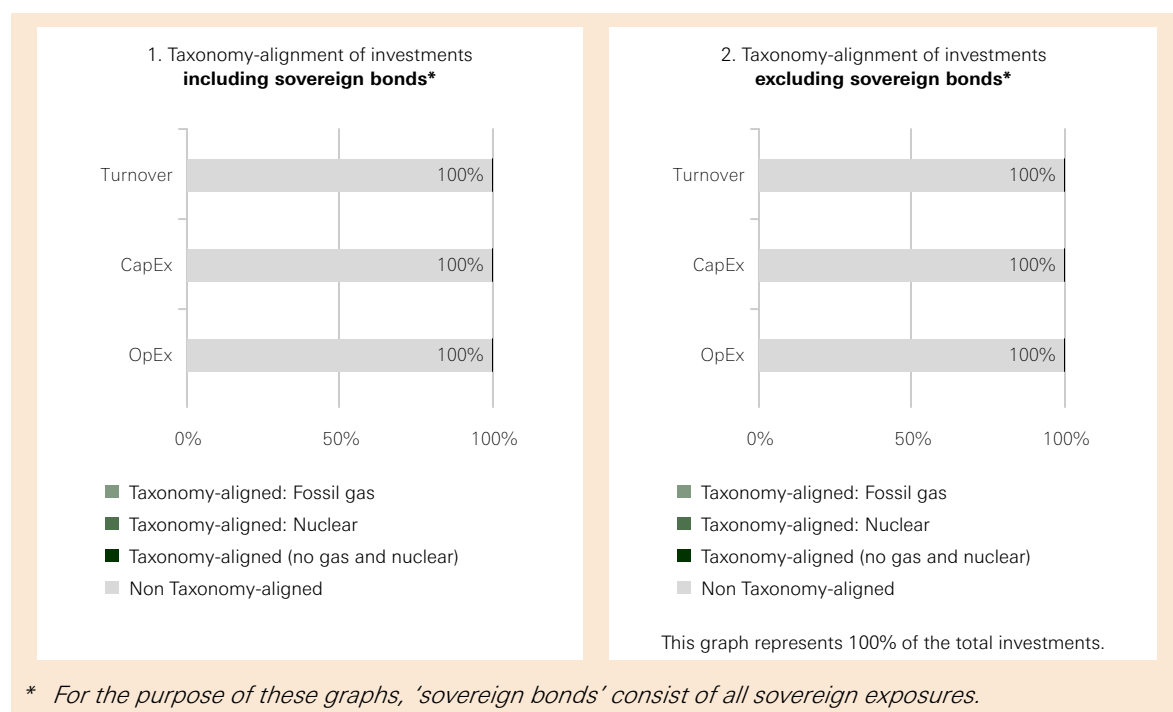 1. Taxonomy-alignment of investments
including sovereign bonds*
Turnover
100%
CapEx
100%
OpEx
100%
0%
50%
100%
Taxonomy-aligned: Fossil gas
Taxonomy-aligned: Nuclear
Taxonomy-aligned (no gas and nuclear)
Non Taxonomy-aligned
2. Taxonomy-alignment of investments
excluding sovereign bonds*
Turnover
100%
CapEx
100%
OpEx
100%
0%
50%
100%
Taxonomy-aligned: Fossil gas
Taxonomy-aligned: Nuclear
Taxonomy-aligned (no gas and nuclear)
Non Taxonomy-aligned
This graph represents 100% of the total investments.
* For the purpose of these graphs, ‘sovereign bonds’ consist of all sovereign exposures.